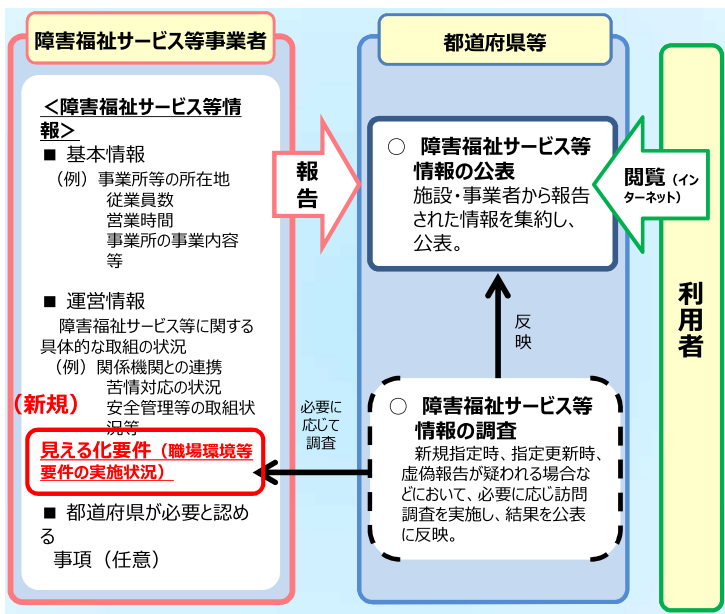 障害福祉サービス等事業者
＜障害福祉サービス等情
報＞
■ 基本情報
（例）事業所等の所在地
従業員数
営業時間
事業所の事業内容
等
■ 運営情報
障害福祉サービス等に関する
具体的な取組の状況
（例）関係機関との連携
苦情対応の状況
安全管理等の取組状
況等
（新規）
見える化要件（職場環境等
要件の実施状況）
■ 都道府県が必要と認め
る
事項（任意）
報
告
必要に
応じて
調査
都道府県等
○ 障害福祉サービス等
情報の公表
施設・事業者から報告
された情報を集約し、
公表。
反
映
○ 障害福祉サービス等
情報の調査
新規指定時、指定更新時、
虚偽報告が疑われる場合な
どにおいて、必要に応じ訪問
調査を実施し、結果を公表
に反映。
閲覧（イン
ターネット）
利
用
者